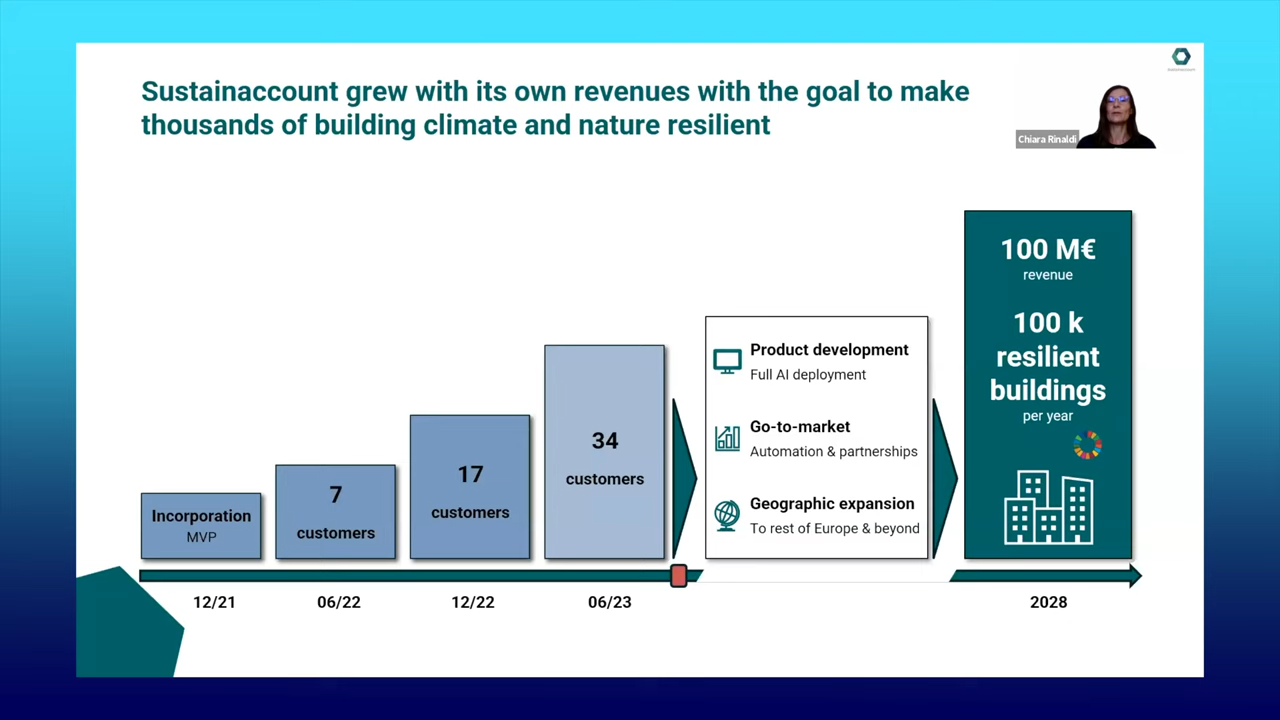 Sustainaccount grew with its own revenues with the goal to make
thousands of building climate and nature resilient
Chiara Rinaldi
Incorporation
MVP
7
customers
17
customers
34
customers
Product development
Full AI deployment
Go-to-market
Automation & partnerships
Geographic expansion
To rest of Europe & beyond
100 M€
revenue
100 k
resilient
buildings
per year
12/21
06/22
12/22
06/23
2028